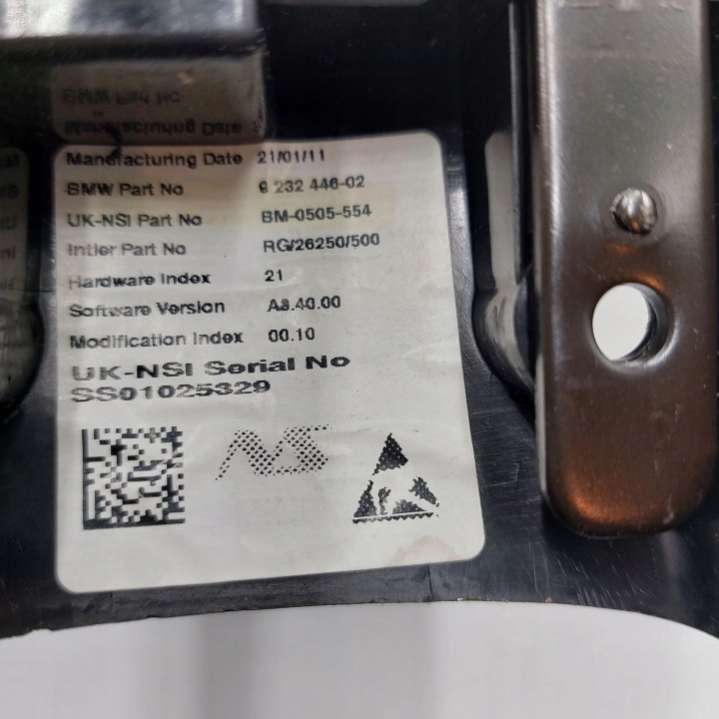 Manufacturing Date 21/01/11
BMW Part No 9 232 446-02
UK-NSI Part No BM-0505-554
Intier Part No RG/26250/500
Hardware Index 21
Software Version A8.40.00
Modification Index 00.10
UK-NSI Serial No
SS01025329
NS